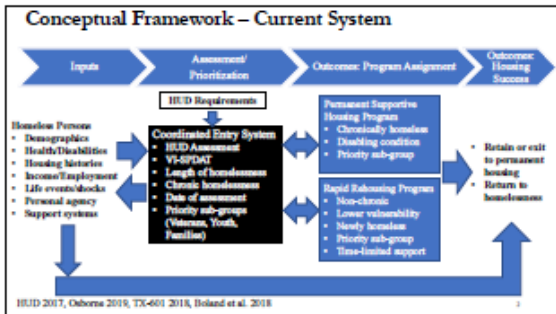 Conceptual Framework – Current System
Inputs
Assessment/
Prioritization
Outcomes: Program Assignment
Outcomes:
Housing
Success
HUD Requirements
Homeless Persons
• Demographics
• Health/Disabilities
• Housing histories
• Income/Employment
• Life events/shocks
• Personal agency
• Support systems
Coordinated Entry System
• HUD Assessment
• VI-SPDAT
• Length of homelessness
• Chronic homelessness
• Date of assessment
• Priority sub-groups
(Veterans, Youth,
Families)
Permanent Supportive
Housing Program
• Chronically homeless
• Disabling condition
• Priority sub-group
Rapid Rehousing Program
• Non-chronic
• Lower vulnerability
• Newly homeless
• Priority sub-group
• Time-limited support
• Retain or exit
to permanent
housing
• Return to
homelessness
HUD 2017, Osborne 2019, TX-601 2018, Boland et al. 2018